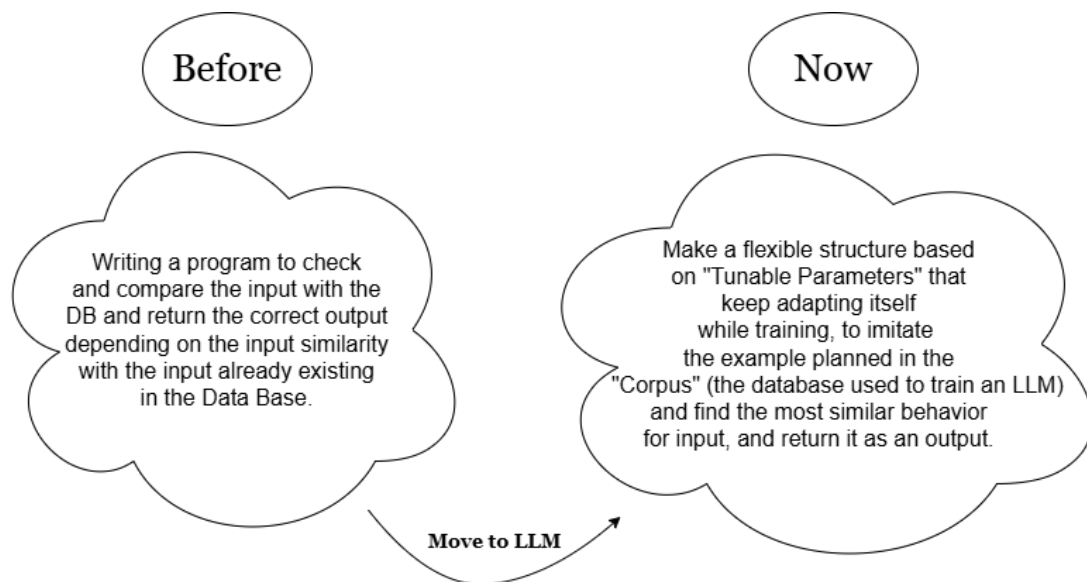 Before
Now
Writing a program to check
and compare the input with the
DB and return the correct output
depending on the input similarity
with the input already existing
in the Data Base.
Make a flexible structure based
on "Tunable Parameters" that
keep adapting itself
while training, to imitate
the example planned in the
"Corpus" (the database used to train an LLM)
and find the most similar behavior
for input, and return it as an output.
Move to LLM